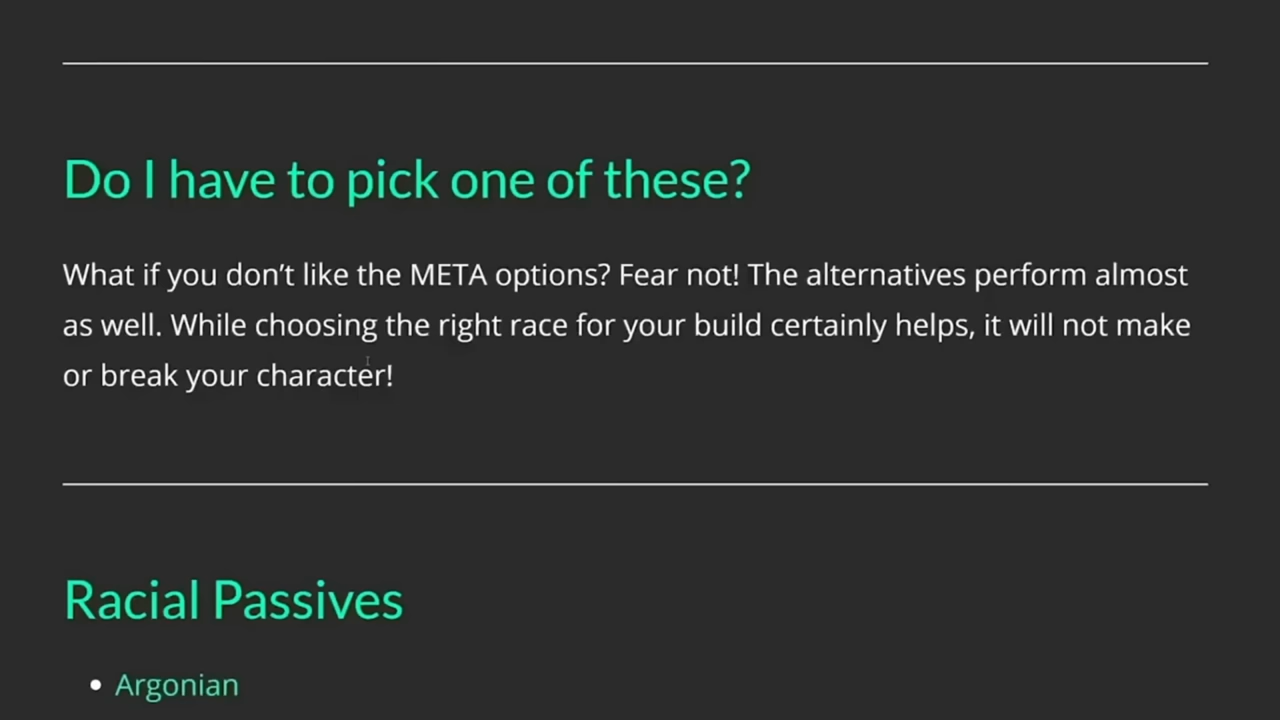 Do I have to pick one of these?
What if you don’t like the META options? Fear not! The alternatives perform almost
as well. While choosing the right race for your build certainly helps, it will not make
or break your character!
Racial Passives
Argonian